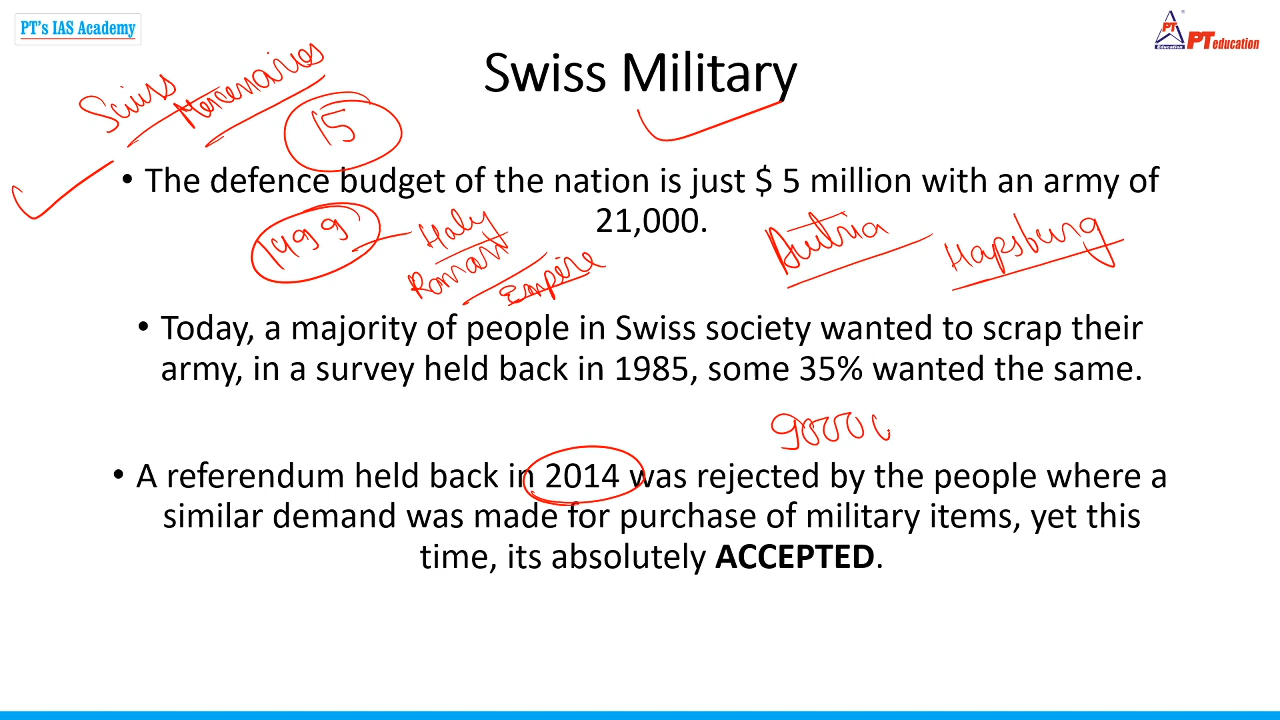 PT's IAS Academy
PT
Education
PT education
Swiss Military
Swiss Mercenaries
15
• The defence budget of the nation is just $ 5 million with an army of
21,000.
1499
Holy
Roman
Empire
Austria
Hapsburg
• Today, a majority of people in Swiss society wanted to scrap their
army, in a survey held back in 1985, some 35% wanted the same.
• A referendum held back in 2014 was rejected by the people where a
similar demand was made for purchase of military items, yet this
time, its absolutely ACCEPTED.